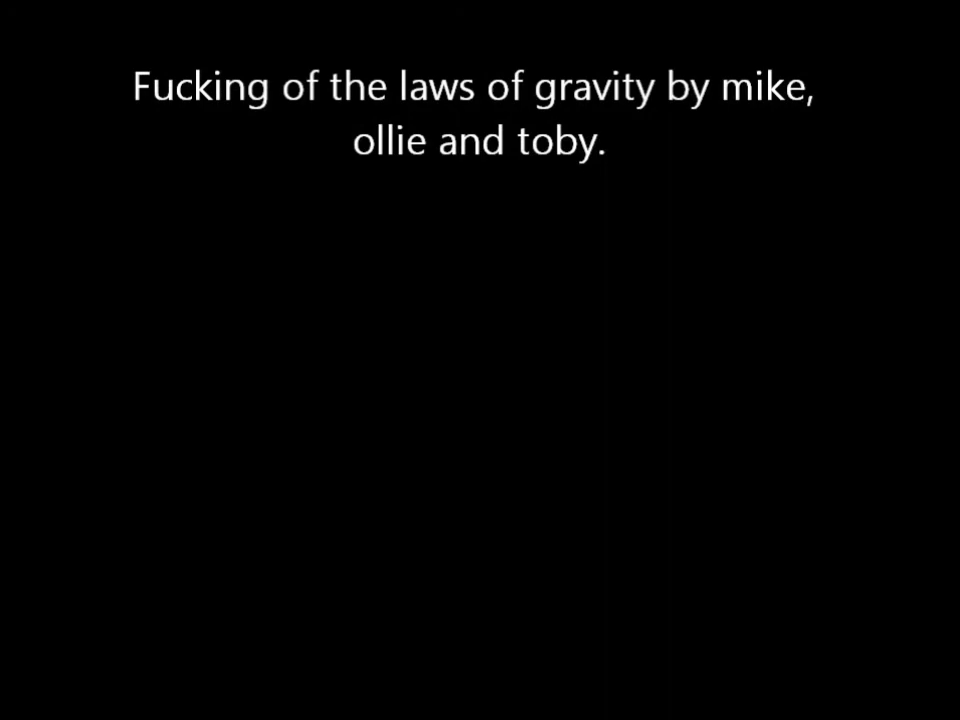 Fucking of the laws of gravity by mike,
ollie and toby.